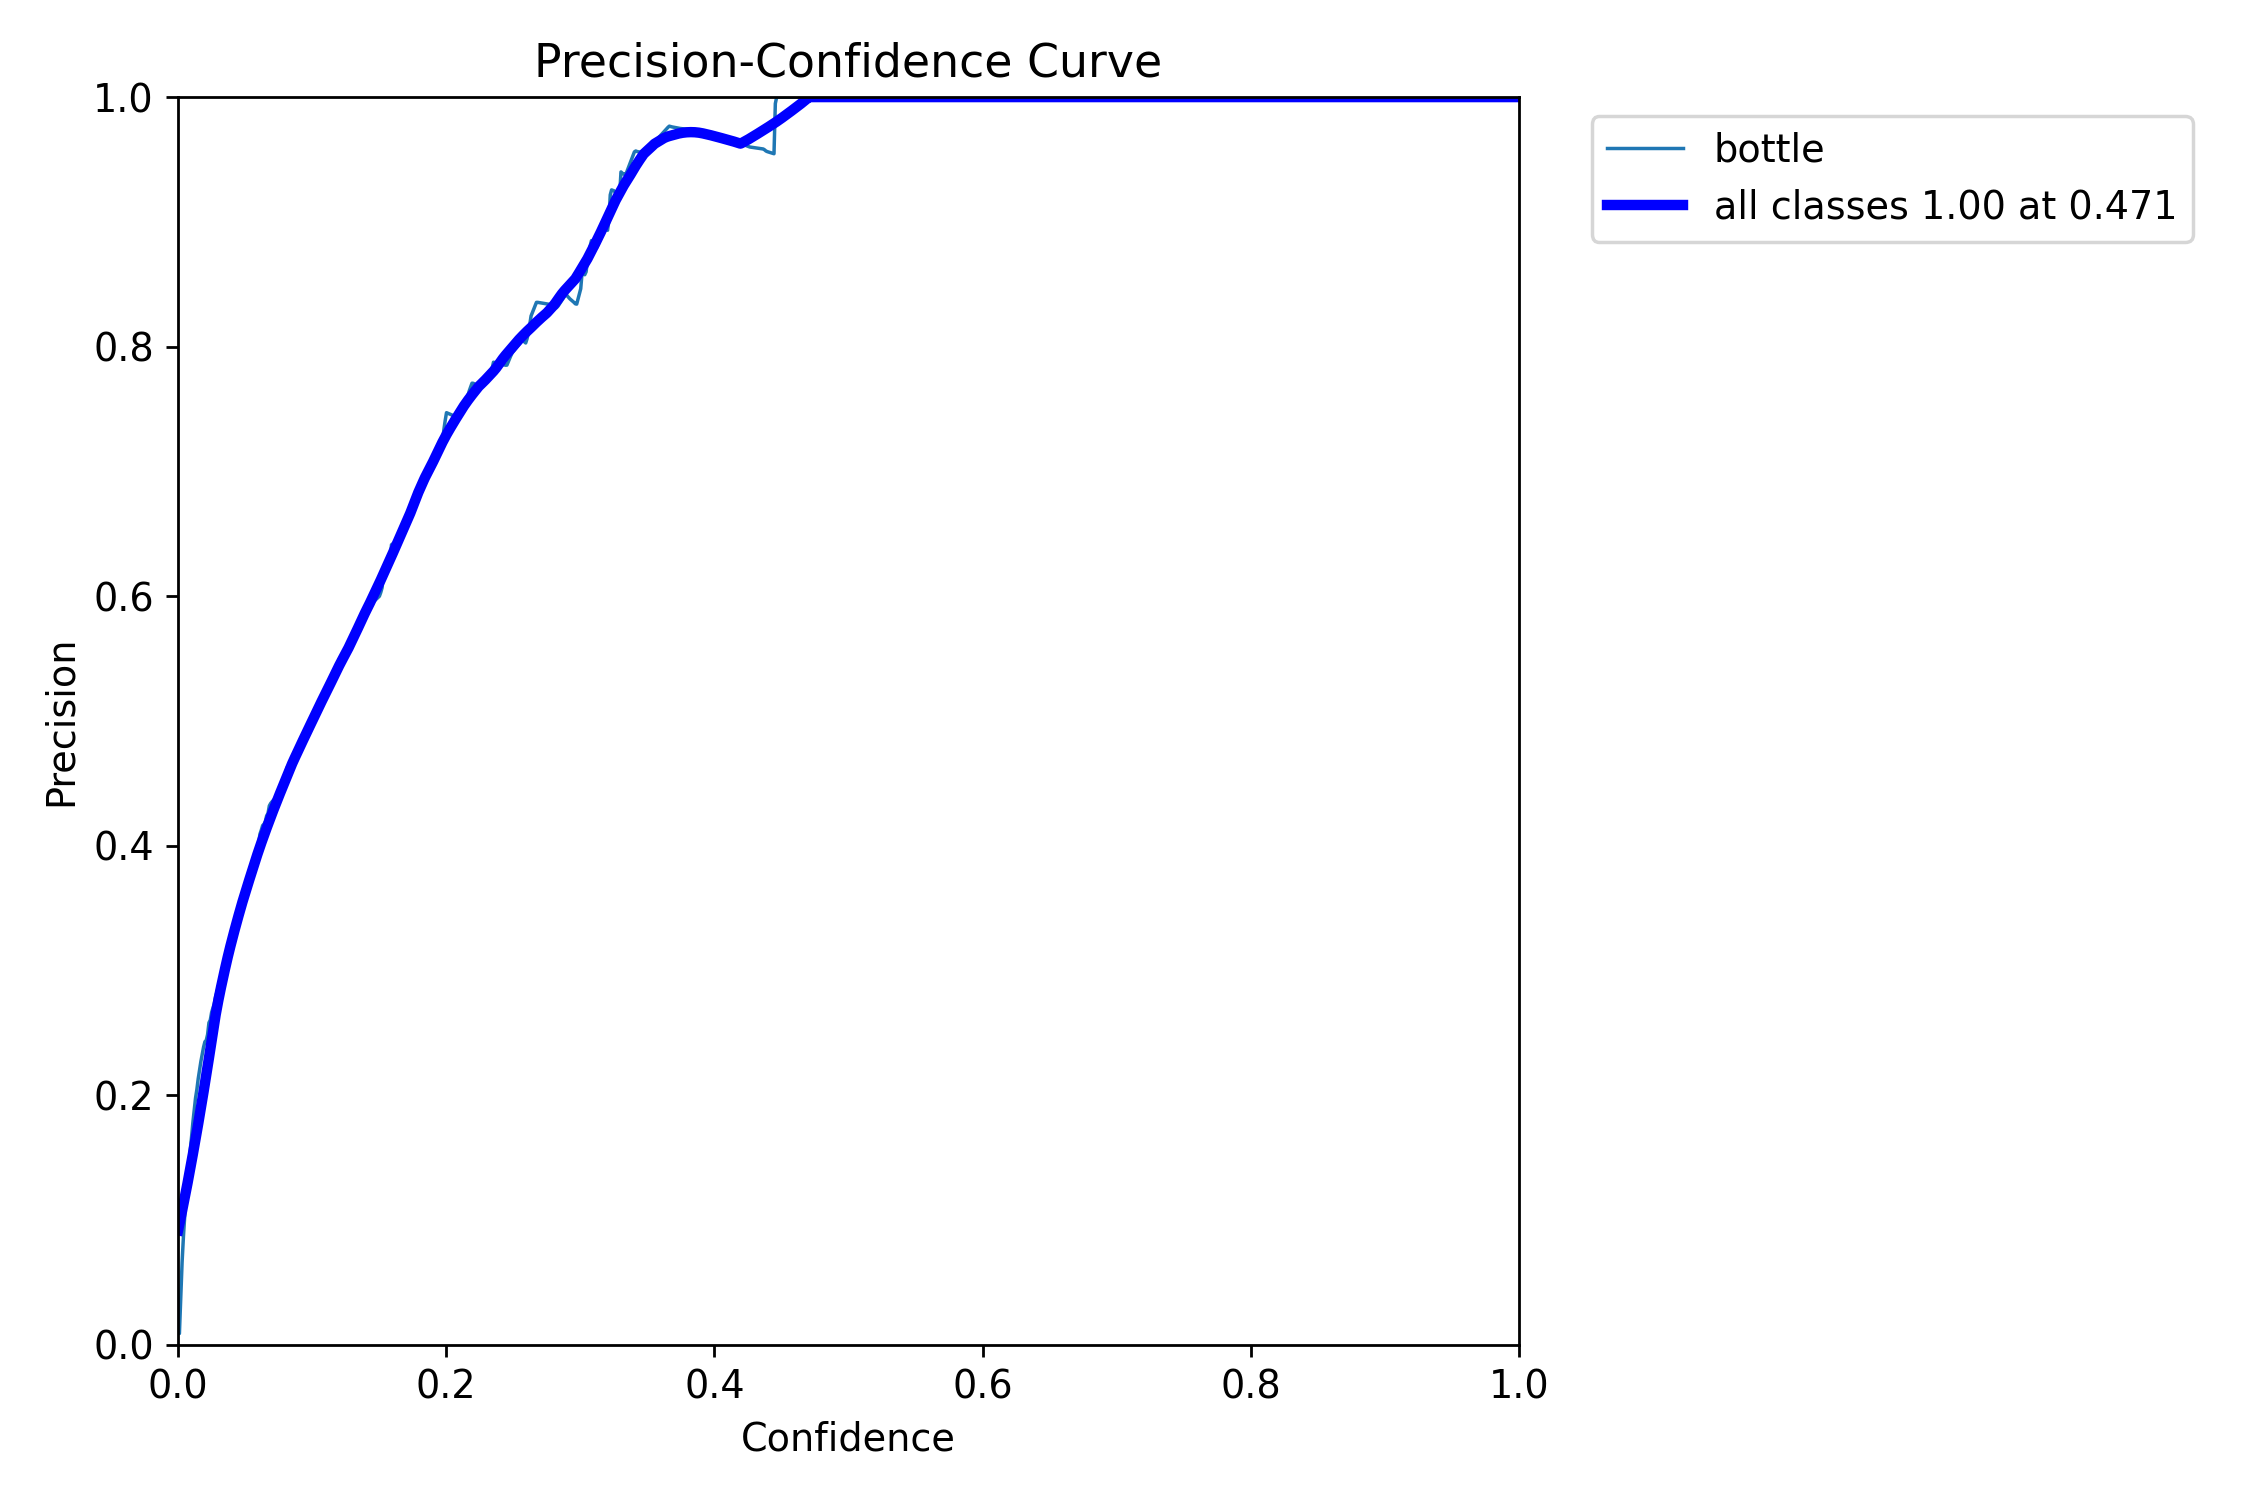 Precision-Confidence Curve
1.0
0.8
0.6
0.4
0.2
0.0
Precision
0.0 0.2 0.4 0.6 0.8 1.0
Confidence
bottle
all classes 1.00 at 0.471